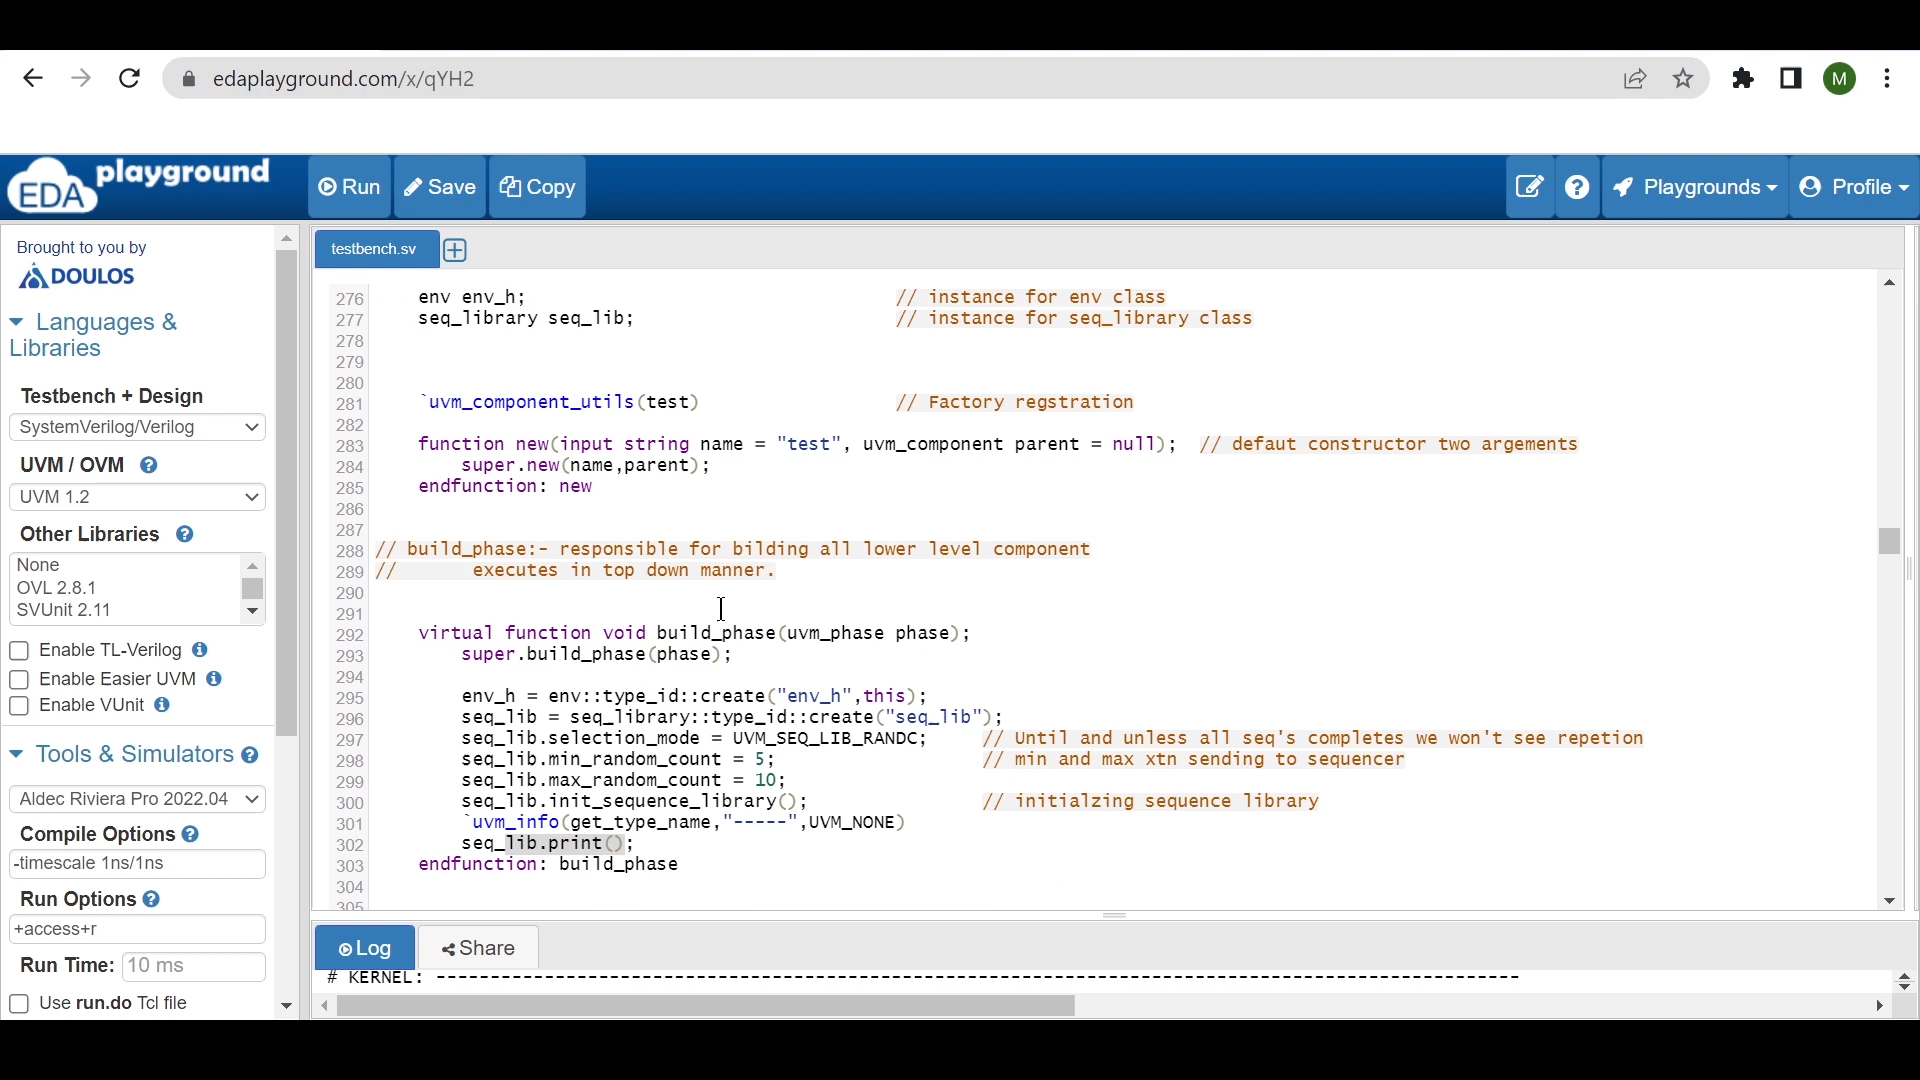 edaplayground.com/x/qYH2
M
EDA playground
Run
Save
Copy
Playgrounds
Profile
Brought to you by
DOULOS
Languages &
Libraries
Testbench + Design
SystemVerilog/Verilog
UVM / OVM ?
UVM 1.2
Other Libraries ?
None
OVL 2.8.1
SVUnit 2.11
Enable TL-Verilog i
Enable Easier UVM i
Enable VUnit i
Tools & Simulators ?
Aldec Riviera Pro 2022.04
Compile Options ?
-timescale 1ns/1ns
Run Options ?
+access+r
Run Time: 10 ms
Use run.do Tcl file
testbench.sv
276 env env_h; // instance for env class
277 seq_library seq_lib; // instance for seq_library class
278
279
280
281 `uvm_component_utils(test) // Factory regstration
282
283 function new(input string name = "test", uvm_component parent = null); // defaut constructor two argements
284 super.new(name,parent);
285 endfunction: new
286
287
288 // build_phase:- responsible for bilding all lower level component
289 // executes in top down manner.
290
291
292 virtual function void build_phase(uvm_phase phase);
293 super.build_phase(phase);
294
295 env_h = env::type_id::create("env_h",this);
296 seq_lib = seq_library::type_id::create("seq_lib");
297 seq_lib.selection_mode = UVM_SEQ_LIB_RANDC; // Until and unless all seq's completes we won't see repetion
298 seq_lib.min_random_count = 5; // min and max xtn sending to sequencer
299 seq_lib.max_random_count = 10;
300 seq_lib.init_sequence_library(); // initialzing sequence library
301 `uvm_info(get_type_name,"-----",UVM_NONE)
302 seq_lib.print();
303 endfunction: build_phase
304
305
Log
Share
# KERNEL: ----------------------------------------------------------------------------------------------------